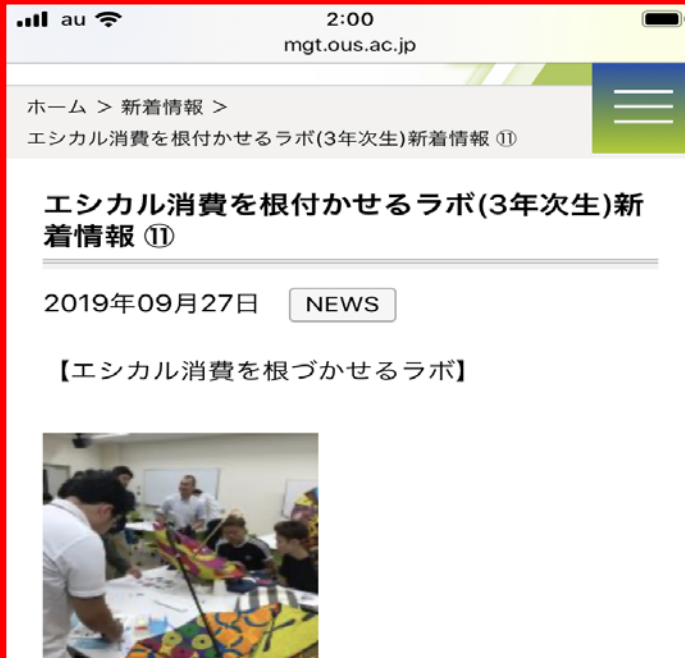 au 2:00
mgt.ous.ac.jp
ホーム > 新着情報 >
エシカル消費を根付かせるラボ(3年次生)新着情報 ⑪
エシカル消費を根付かせるラボ(3年次生)新
着情報 ⑪
2019年09月27日 NEWS
【エシカル消費を根づかせるラボ】